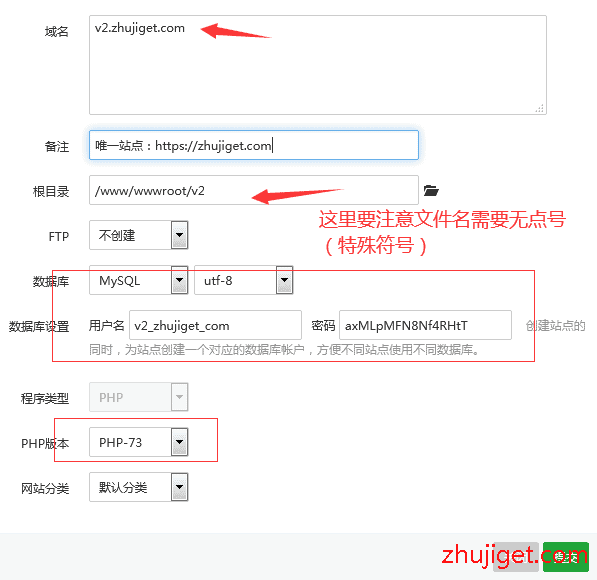 域名 v2.zhujiget.com
备注 唯一站点：https://zhujiget.com
根目录 /www/wwwroot/v2
这里要注意文件名需要无点号
（特殊符号）
FTP 不创建
数据库 MySQL utf-8
数据库设置 用户名 v2_zhujiget_com 密码 axMLpMFN8Nf4RHtT 创建站点的
同时，为站点创建一个对应的数据库帐户，方便不同站点使用不同数据库。
程序类型 PHP
PHP版本 PHP-73
网站分类 默认分类
zhujiget.com